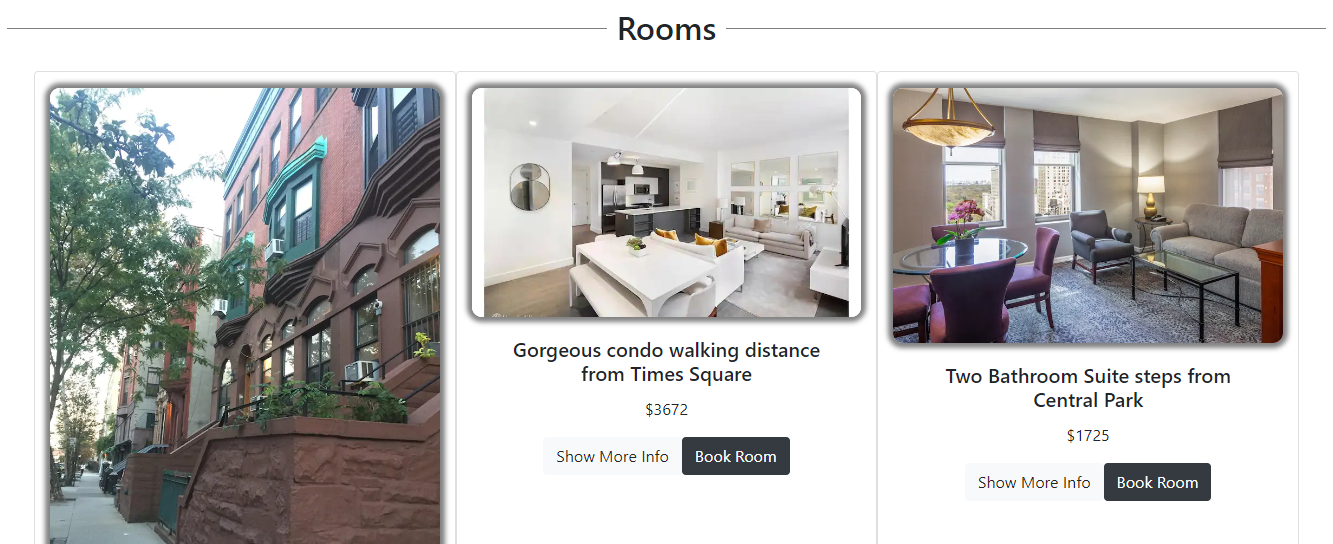 Rooms
Gorgeous condo walking distance
from Times Square
$3672
Show More Info
Book Room
Two Bathroom Suite steps from
Central Park
$1725
Show More Info
Book Room